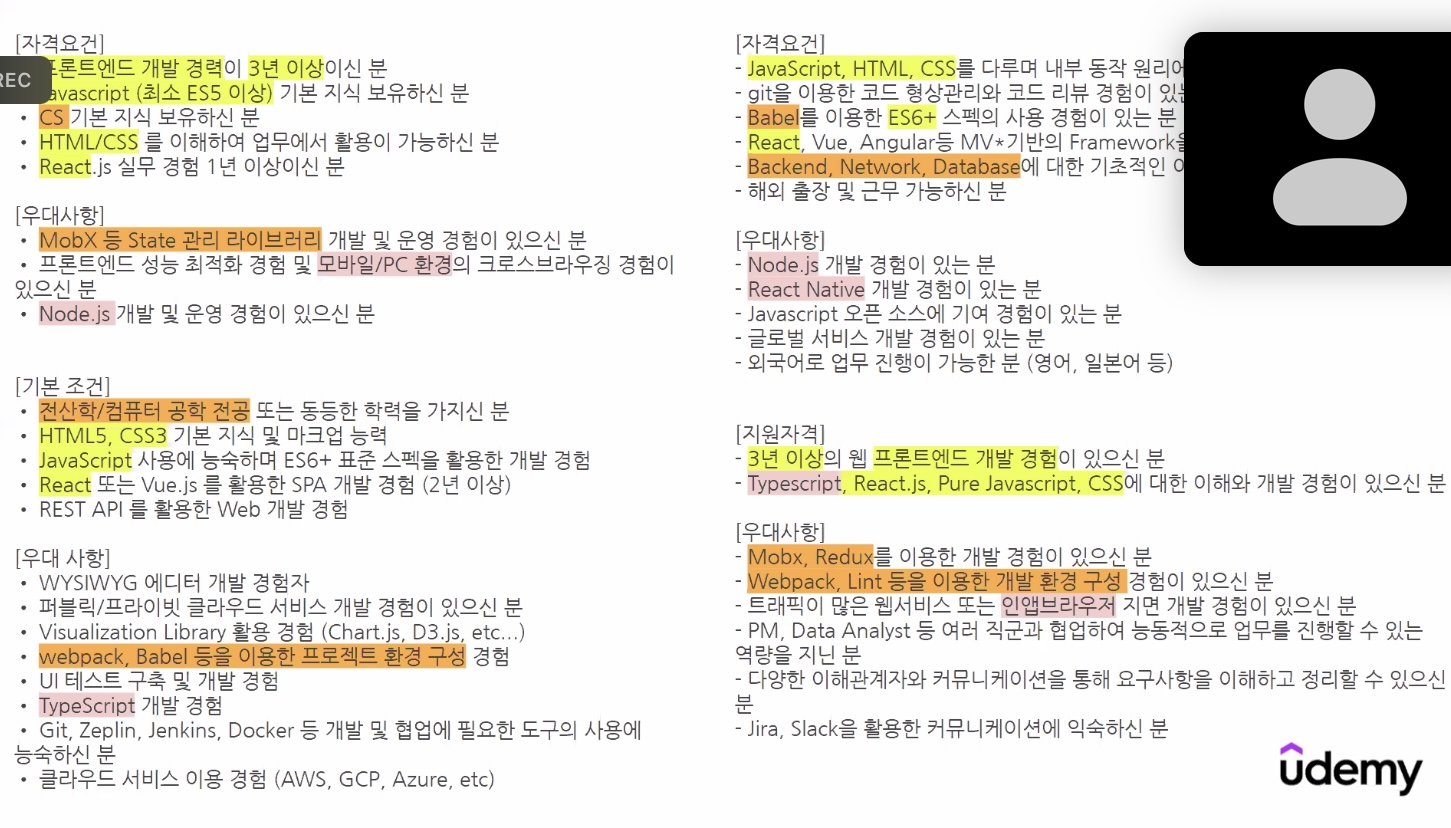 [자격요건]
REC
프론트엔드 개발 경력이 3년 이상이신 분
Javascript (최소 ES5 이상) 기본 지식 보유하신 분
• CS 기본 지식 보유하신 분
• HTML/CSS 를 이해하여 업무에서 활용이 가능하신 분
• React.js 실무 경험 1년 이상이신 분
[우대사항]
• MobX 등 State 관리 라이브러리 개발 및 운영 경험이 있으신 분
• 프론트엔드 성능 최적화 경험 및 모바일/PC 환경의 크로스브라우징 경험이
있으신 분
• Node.js 개발 및 운영 경험이 있으신 분
[기본 조건]
• 전산학/컴퓨터 공학 전공 또는 동등한 학력을 가지신 분
• HTML5, CSS3 기본 지식 및 마크업 능력
• JavaScript 사용에 능숙하며 ES6+ 표준 스펙을 활용한 개발 경험
• React 또는 Vue.js 를 활용한 SPA 개발 경험 (2년 이상)
• REST API 를 활용한 Web 개발 경험
[우대 사항]
• WYSIWYG 에디터 개발 경험자
• 퍼블릭/프라이빗 클라우드 서비스 개발 경험이 있으신 분
• Visualization Library 활용 경험 (Chart.js, D3.js, etc...)
• webpack, Babel 등을 이용한 프로젝트 환경 구성 경험
• UI 테스트 구축 및 개발 경험
• TypeScript 개발 경험
• Git, Zeplin, Jenkins, Docker 등 개발 및 협업에 필요한 도구의 사용에
능숙하신 분
• 클라우드 서비스 이용 경험 (AWS, GCP, Azure, etc)
[자격요건]
- JavaScript, HTML, CSS를 다루며 내부 동작 원리에
- git을 이용한 코드 형상관리와 코드 리뷰 경험이
- Babel를 이용한 ES6+ 스펙의 사용 경험이 있는 분
- React, Vue, Angular등 MV*기반의 Framework을
- Backend, Network, Database에 대한 기초적인
- 해외 출장 및 근무 가능하신 분
[우대사항]
- Node.js 개발 경험이 있는 분
- React Native 개발 경험이 있는 분
- Javascript 오픈 소스에 기여 경험이 있는 분
- 글로벌 서비스 개발 경험이 있는 분
- 외국어로 업무 진행이 가능한 분 (영어, 일본어 등)
[지원자격]
- 3년 이상의 웹 프론트엔드 개발 경험이 있으신 분
- Typescript, React.js, Pure Javascript, CSS에 대한 이해와 개발 경험이 있으신 분
[우대사항]
- Mobx, Redux를 이용한 개발 경험이 있으신 분
- Webpack, Lint 등을 이용한 개발 환경 구성 경험이 있으신 분
- 트래픽이 많은 웹서비스 또는 인앱브라우저 지면 개발 경험이 있으신 분
- PM, Data Analyst 등 여러 직군과 협업하여 능동적으로 업무를 진행할 수 있는
역량을 지닌 분
- 다양한 이해관계자와 커뮤니케이션을 통해 요구사항을 이해하고 정리할 수 있으신
분
- Jira, Slack을 활용한 커뮤니케이션에 익숙하신 분
udemy